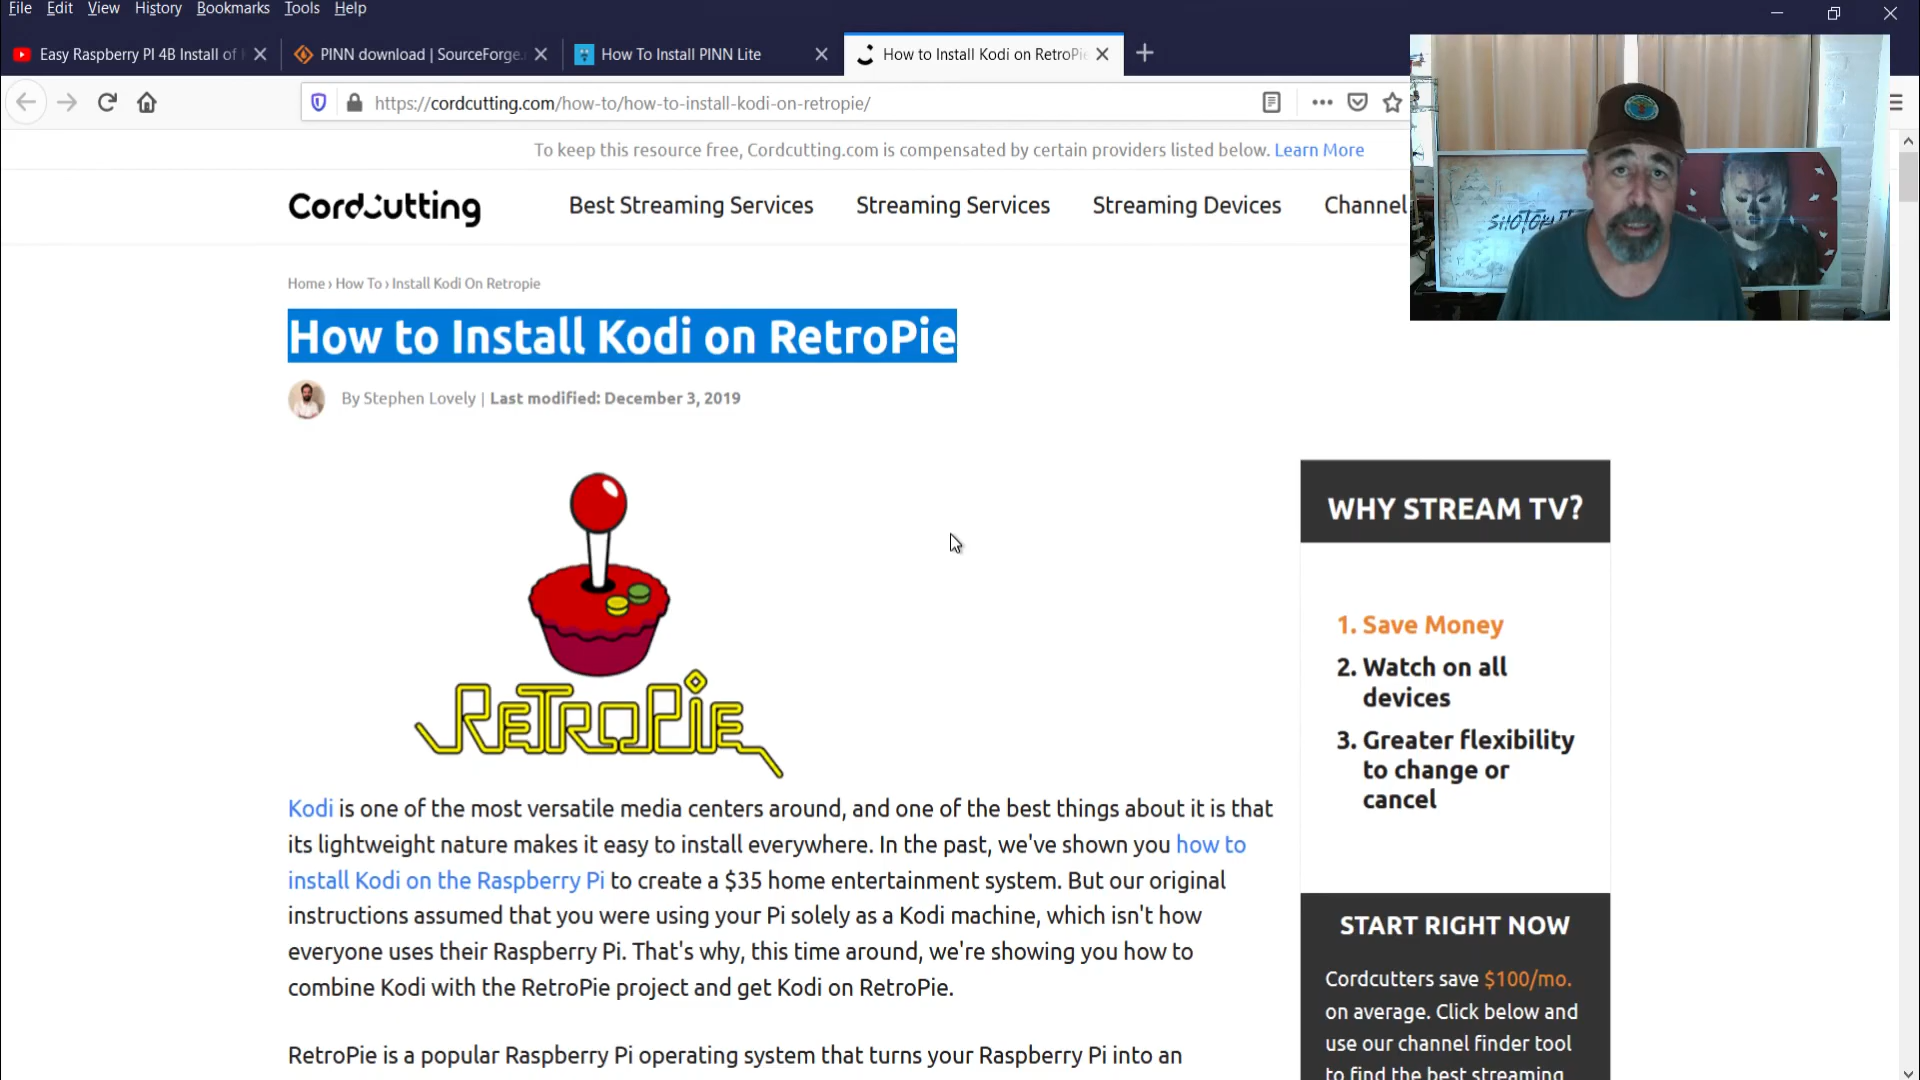 File Edit View History Bookmarks Tools Help
Easy Raspberry PI 4B Install of
PINN download | SourceForge.
How To Install PINN Lite
How to Install Kodi on RetroPie
https://cordcutting.com/how-to/how-to-install-kodi-on-retropie/
To keep this resource free, Cordcutting.com is compensated by certain providers listed below. Learn More
Cordcutting
Best Streaming Services
Streaming Services
Streaming Devices
Channel
Home › How To › Install Kodi On Retropie
How to Install Kodi on RetroPie
By Stephen Lovely | Last modified: December 3, 2019
RETROPIE
Kodi is one of the most versatile media centers around, and one of the best things about it is that
its lightweight nature makes it easy to install everywhere. In the past, we've shown you how to
install Kodi on the Raspberry Pi to create a $35 home entertainment system. But our original
instructions assumed that you were using your Pi solely as a Kodi machine, which isn't how
everyone uses their Raspberry Pi. That's why, this time around, we're showing you how to
combine Kodi with the RetroPie project and get Kodi on RetroPie.
RetroPie is a popular Raspberry Pi operating system that turns your Raspberry Pi into an
WHY STREAM TV?
1. Save Money
2. Watch on all
devices
3. Greater flexibility
to change or
cancel
START RIGHT NOW
Cordcutters save $100/mo.
on average. Click below and
use our channel finder tool
to find the best streaming